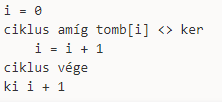 i = 0
ciklus amíg tomb[i] <> ker
    i = i + 1
ciklus vége
ki i + 1